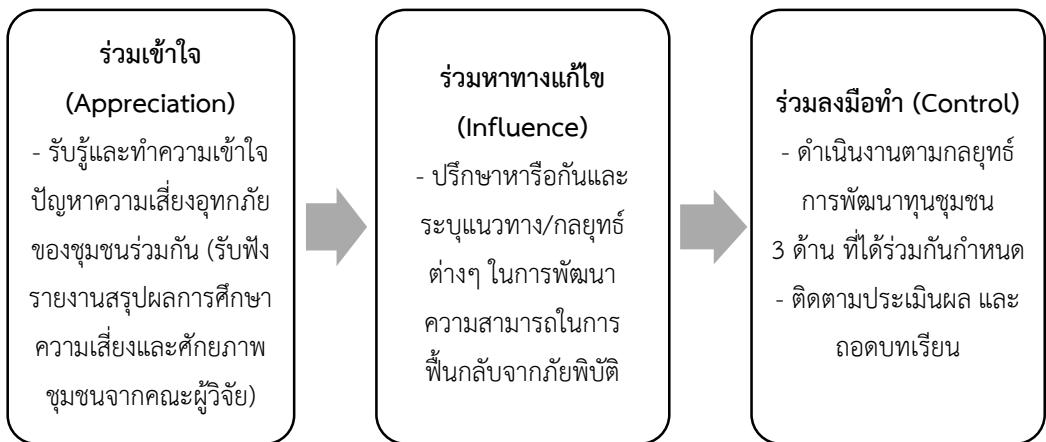 ร่วมเข้าใจ
(Appreciation)
- รับรู้และทำความเข้าใจ
ปัญหาความเสี่ยงอุทกภัย
ของชุมชนร่วมกัน (รับฟัง
รายงานสรุปผลการศึกษา
ความเสี่ยงและศักยภาพ
ชุมชนจากคณะผู้วิจัย)
ร่วมหาทางแก้ไข
(Influence)
- ปรึกษาหารือกันและ
ระบุแนวทาง/กลยุทธ์
ต่างๆ ในการพัฒนา
ความสามารถในการ
ฟื้นกลับจากภัยพิบัติ
ร่วมลงมือทำ (Control)
- ดำเนินงานตามกลยุทธ์
การพัฒนาทุนชุมชน
3 ด้าน ที่ได้ร่วมกันกำหนด
- ติดตามประเมินผล และ
ถอดบทเรียน